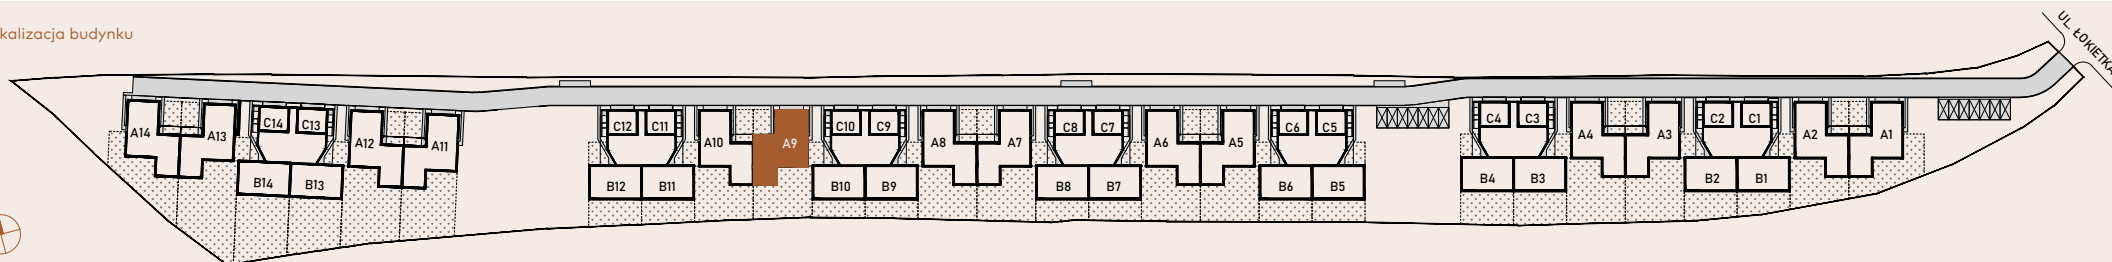 kalizacja budynku
UL. ŁOKIETKA
A14 A13 C14 C13 A12 A11 B14 B13
C12 C11 A10 A9 C10 C9 A8 A7 C8 C7 A6 A5 C6 C5
B12 B11 B10 B9 B8 B7 B6 B5
C4 C3 A4 A3 C2 C1 A2 A1
B4 B3 B2 B1